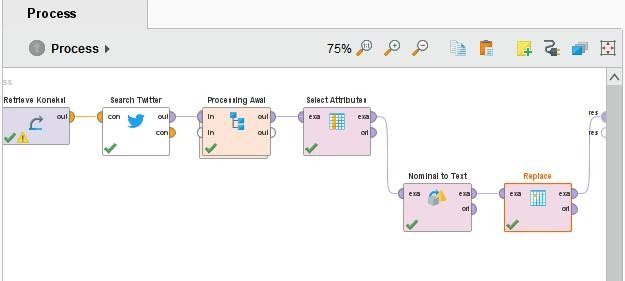 Process
Process
75%
ss
Retrieve Koneksi
out
Search Twitter
con
out
con
Processing Awal
in
out
in
out
Select Attributes
exa
exa
ori
Nominal to Text
exa
exa
ori
Replace
exa
exa
ori
res
res